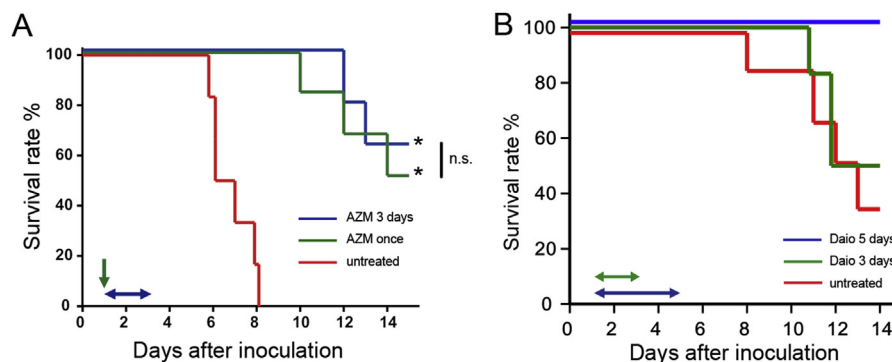 A
Survival rate %
100
80
60
40
20
0
0 2 4 6 8 10 12 14
Days after inoculation
*
*
n.s.
AZM 3 days
AZM once
untreated
B
Survival rate %
100
80
60
40
20
0
0 2 4 6 8 10 11 12 14
Days after inoculation
Daio 5 days
Daio 3 days
untreated